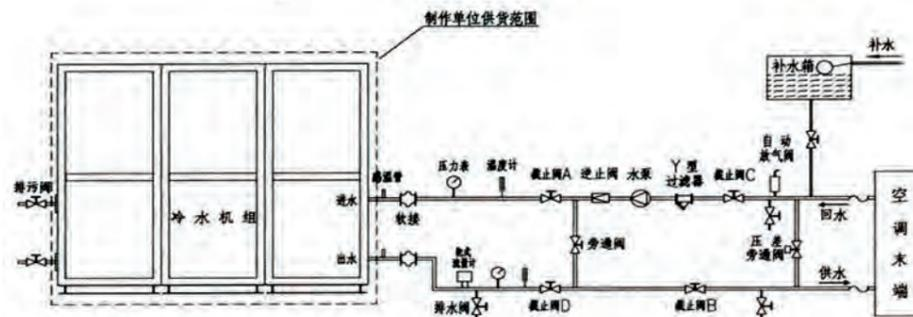 制作单位供货范围
补水
补水箱
自动
放气阀
感温管
压力表
温度计
截止阀A
逆止阀
水泵
Y型
过滤器
截止阀C
排污阀
进水
冷水机组
软接
回水
空调末端
旁通阀
压差
旁通阀
出水
流量计
供水
排水阀
截止阀D
截止阀B